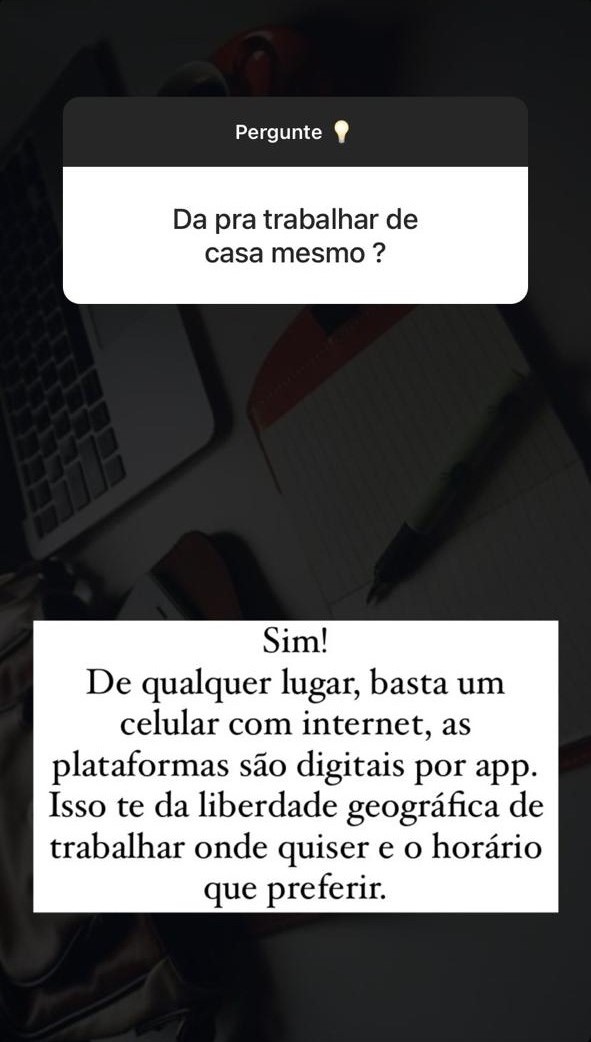 Pergunte 💡
Da pra trabalhar de
casa mesmo ?
Sim!
De qualquer lugar, basta um
celular com internet, as
plataformas são digitais por app.
Isso te da liberdade geográfica de
trabalhar onde quiser e o horário
que preferir.